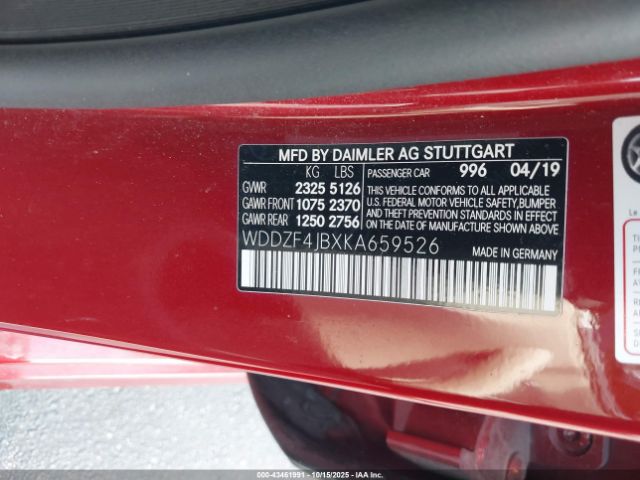 MFD BY DAIMLER AG STUTTGART
KG LBS PASSENGER CAR 996 04/19
GVWR 2325 5126
GAWR FRONT 1075 2370
GAWR REAR 1250 2756
THIS VEHICLE CONFORMS TO ALL APPLICABLE
U.S. FEDERAL MOTOR VEHICLE SAFETY,BUMPER
AND THEFT PREVENTION STANDARDS IN EFFECT
ON THE DATE OF MANUFACTURE SHOWN ABOVE.
WDDZF4JBXKA659526
MADE IN GERMANY
000-43461991 - 10/15/2025 - IAA, Inc.